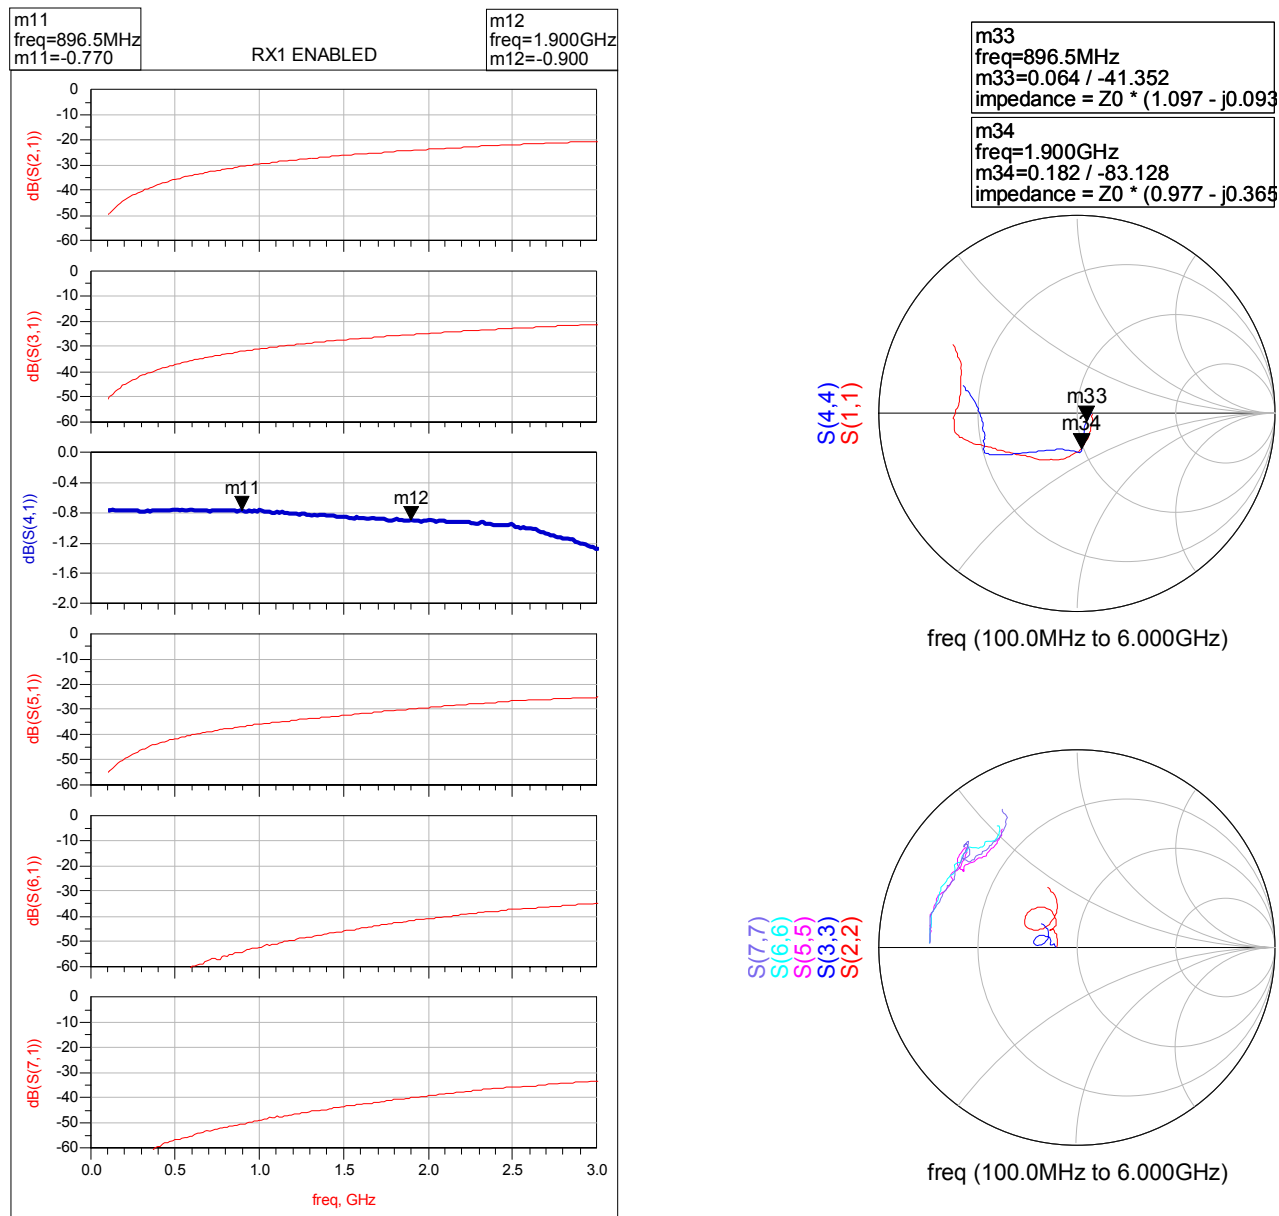 m11
freq=896.5MHz
m11=-0.770
RX1 ENABLED
m12
freq=1.900GHz
m12=-0.900
0
-10
-20
-30
-40
-50
-60
dB(S(2,1))
0
-10
-20
-30
-40
-50
-60
dB(S(3,1))
0.0
-0.4
-0.8
-1.2
-1.6
-2.0
dB(S(4,1))
m11
m12
0
-10
-20
-30
-40
-50
-60
dB(S(5,1))
0
-10
-20
-30
-40
-50
-60
dB(S(6,1))
0
-10
-20
-30
-40
-50
-60
dB(S(7,1))
0.0
0.5
1.0
1.5
2.0
2.5
3.0
freq, GHz
m33
freq=896.5MHz
m33=0.064 / -41.352
impedance = Z0 * (1.097 - j0.093
m34
freq=1.900GHz
m34=0.182 / -83.128
impedance = Z0 * (0.977 - j0.365
S(4,4)
S(1,1)
m33
m34
freq (100.0MHz to 6.000GHz)
S(7,7)
S(6,6)
S(5,5)
S(3,3)
S(2,2)
freq (100.0MHz to 6.000GHz)